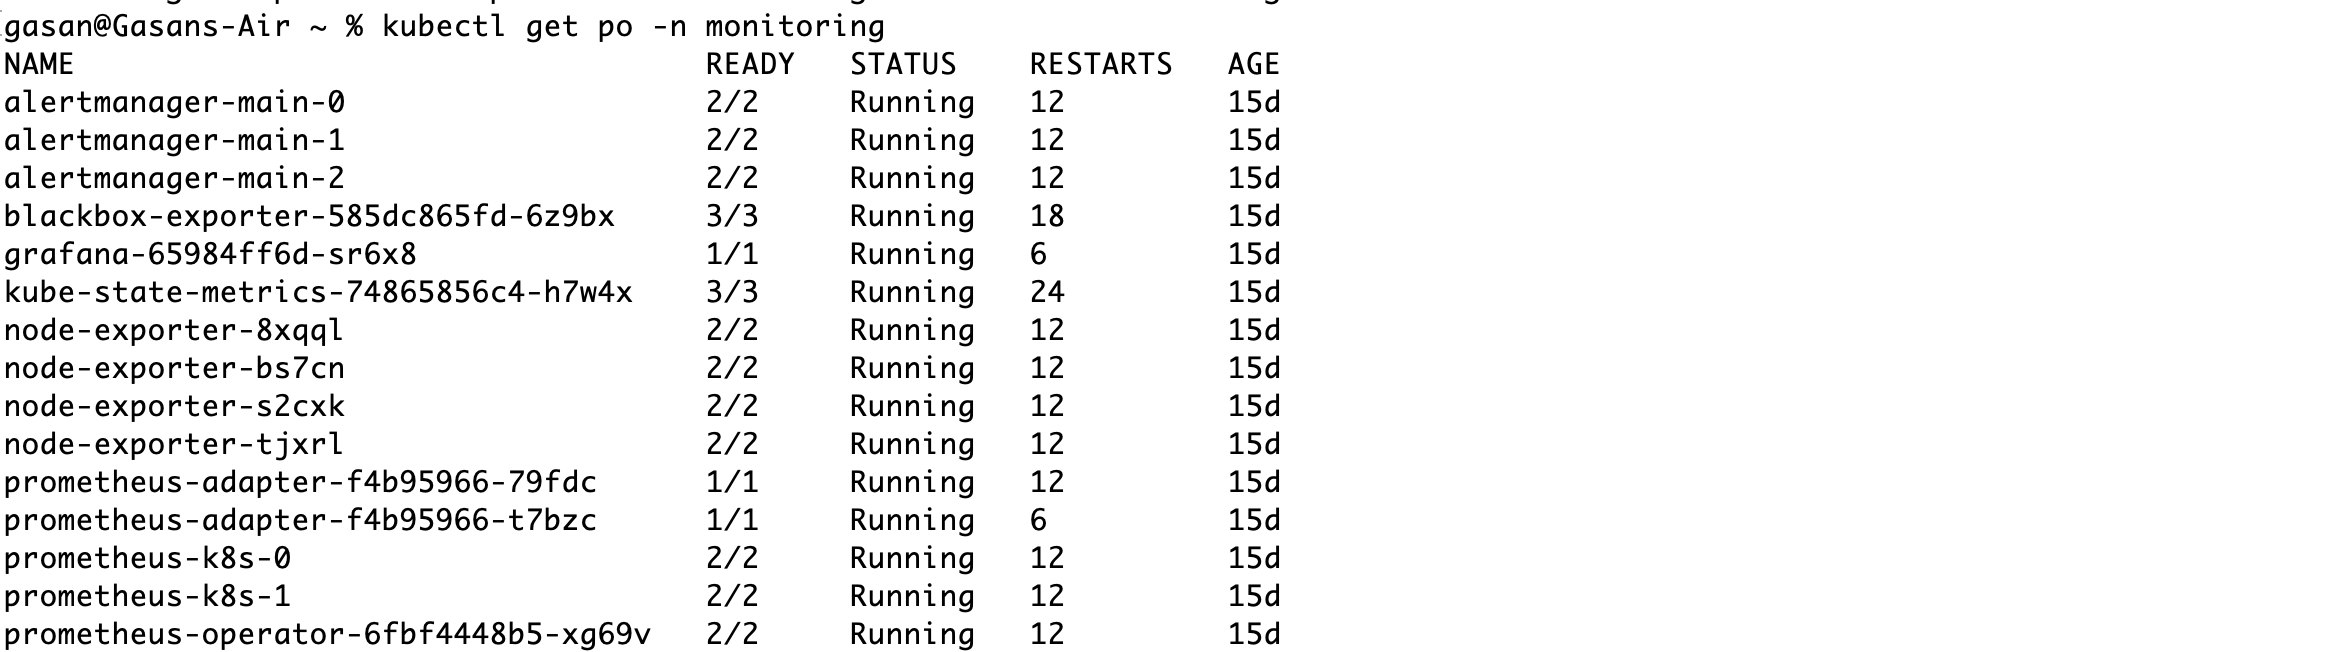 gasan@Gasans-Air ~ % kubectl get po -n monitoring
NAME READY STATUS RESTARTS AGE
alertmanager-main-0 2/2 Running 12 15d
alertmanager-main-1 2/2 Running 12 15d
alertmanager-main-2 2/2 Running 12 15d
blackbox-exporter-585dc865fd-6z9bx 3/3 Running 18 15d
grafana-65984ff6d-sr6x8 1/1 Running 6 15d
kube-state-metrics-74865856c4-h7w4x 3/3 Running 24 15d
node-exporter-8xqql 2/2 Running 12 15d
node-exporter-bs7cn 2/2 Running 12 15d
node-exporter-s2cxk 2/2 Running 12 15d
node-exporter-tjxrl 2/2 Running 12 15d
prometheus-adapter-f4b95966-79fdc 1/1 Running 12 15d
prometheus-adapter-f4b95966-t7bzc 1/1 Running 6 15d
prometheus-k8s-0 2/2 Running 12 15d
prometheus-k8s-1 2/2 Running 12 15d
prometheus-operator-6fbf4448b5-xg69v 2/2 Running 12 15d